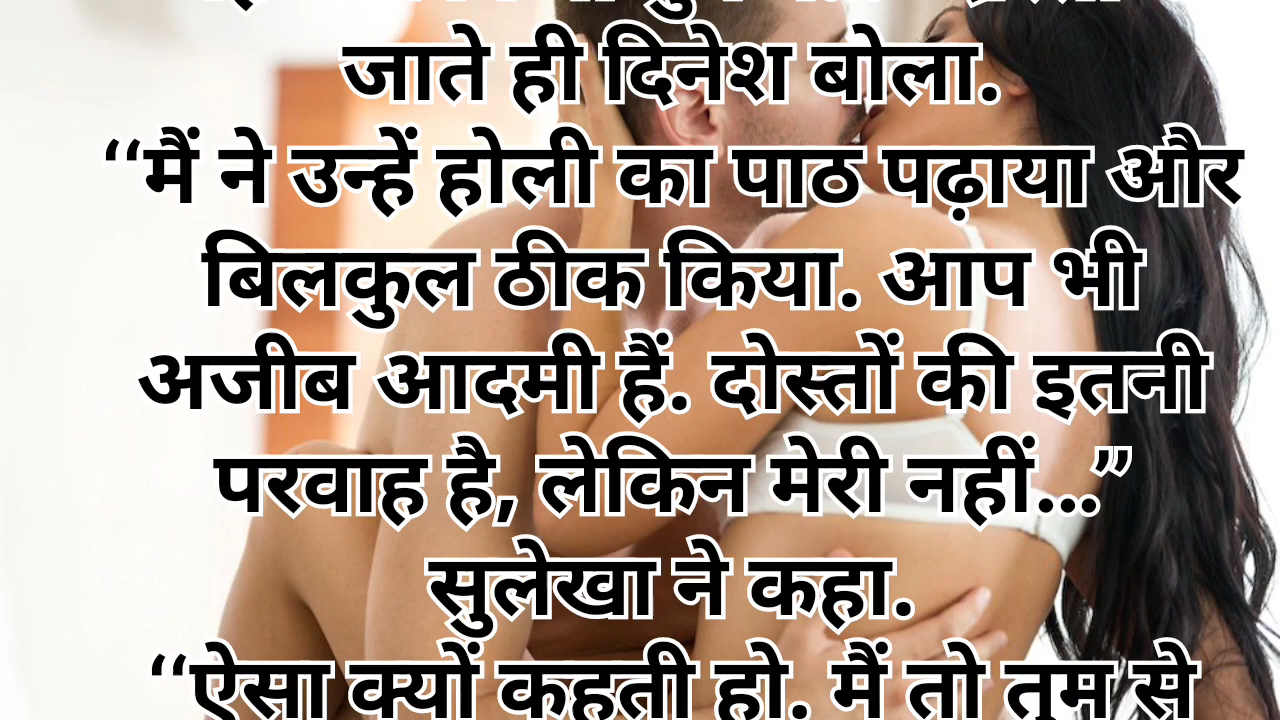 जाते ही दिनेश बोला.
‘‘मैं ने उन्हें होली का पाठ पढ़ाया और
बिलकुल ठीक किया. आप भी
अजीब आदमी हैं. दोस्तों की इतनी
परवाह है, लेकिन मेरी नहीं...’’
सुलेखा ने कहा.
‘‘ऐसा क्यों कहती हो. मैं तो तुम से